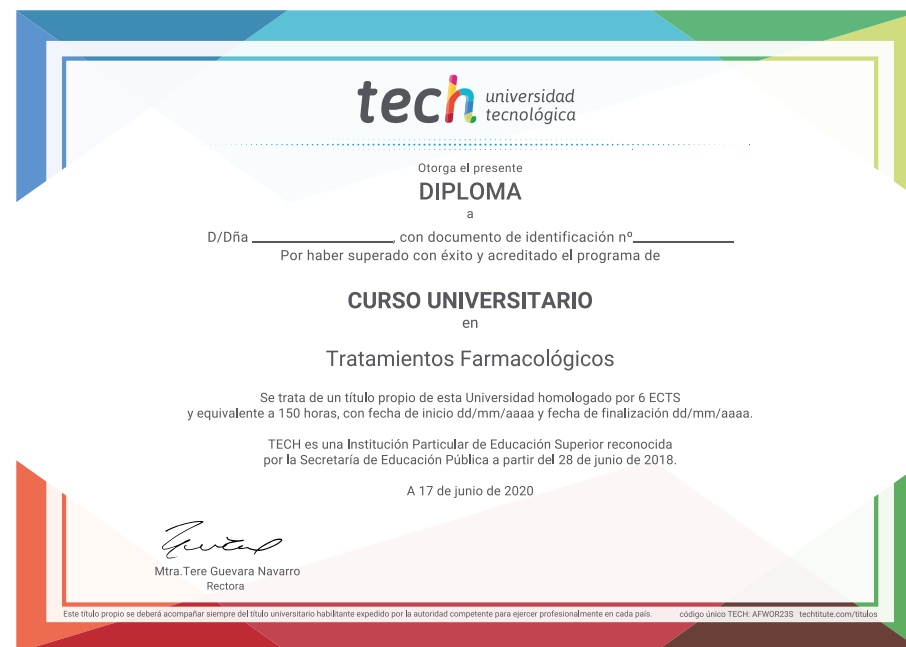 tech universidad
tecnológica
Otorga el presente
DIPLOMA
a
D/Dña ____________________, con documento de identificación nº______________
Por haber superado con éxito y acreditado el programa de
CURSO UNIVERSITARIO
en
Tratamientos Farmacológicos
Se trata de un título propio de esta Universidad homologado por 6 ECTS
y equivalente a 150 horas, con fecha de inicio dd/mm/aaaa y fecha de finalización dd/mm/aaaa.
TECH es una Institución Particular de Educación Superior reconocida
por la Secretaría de Educación Pública a partir del 28 de junio de 2018.
A 17 de junio de 2020
Mtra.Tere Guevara Navarro
Rectora
Este título propio se deberá acompañar siempre del título universitario habilitante expedido por la autoridad competente para ejercer profesionalmente en cada país. código único TECH: AFWOR23S techtitute.com/títulos